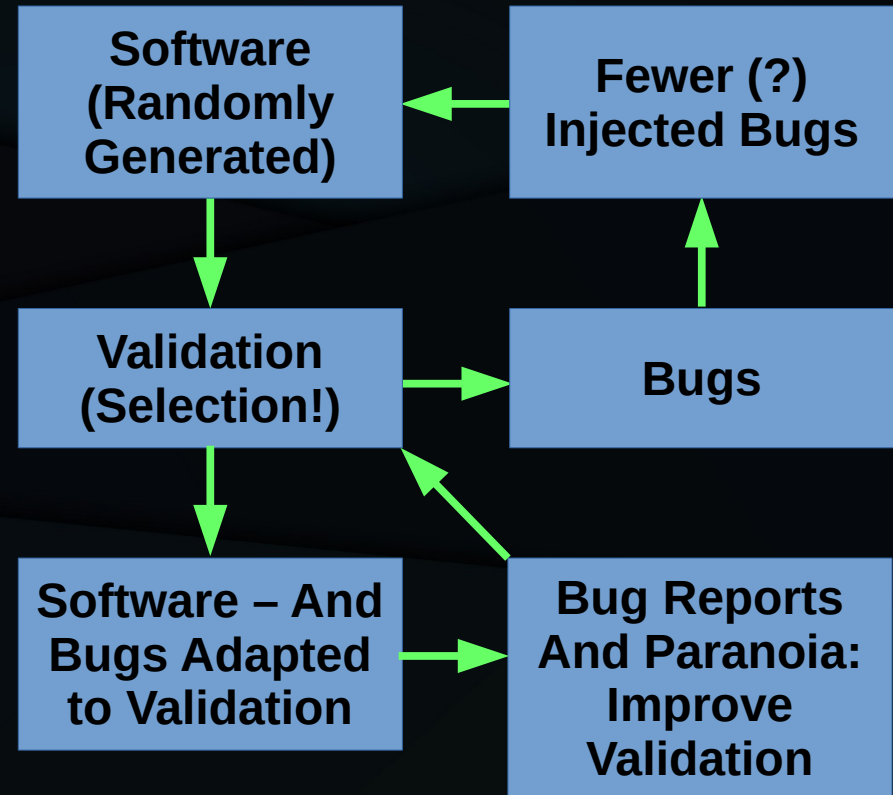 Software
(Randomly
Generated)
Fewer (?)
Injected Bugs
Validation
(Selection!)
Bugs
Software – And
Bugs Adapted
to Validation
Bug Reports
And Paranoia:
Improve
Validation